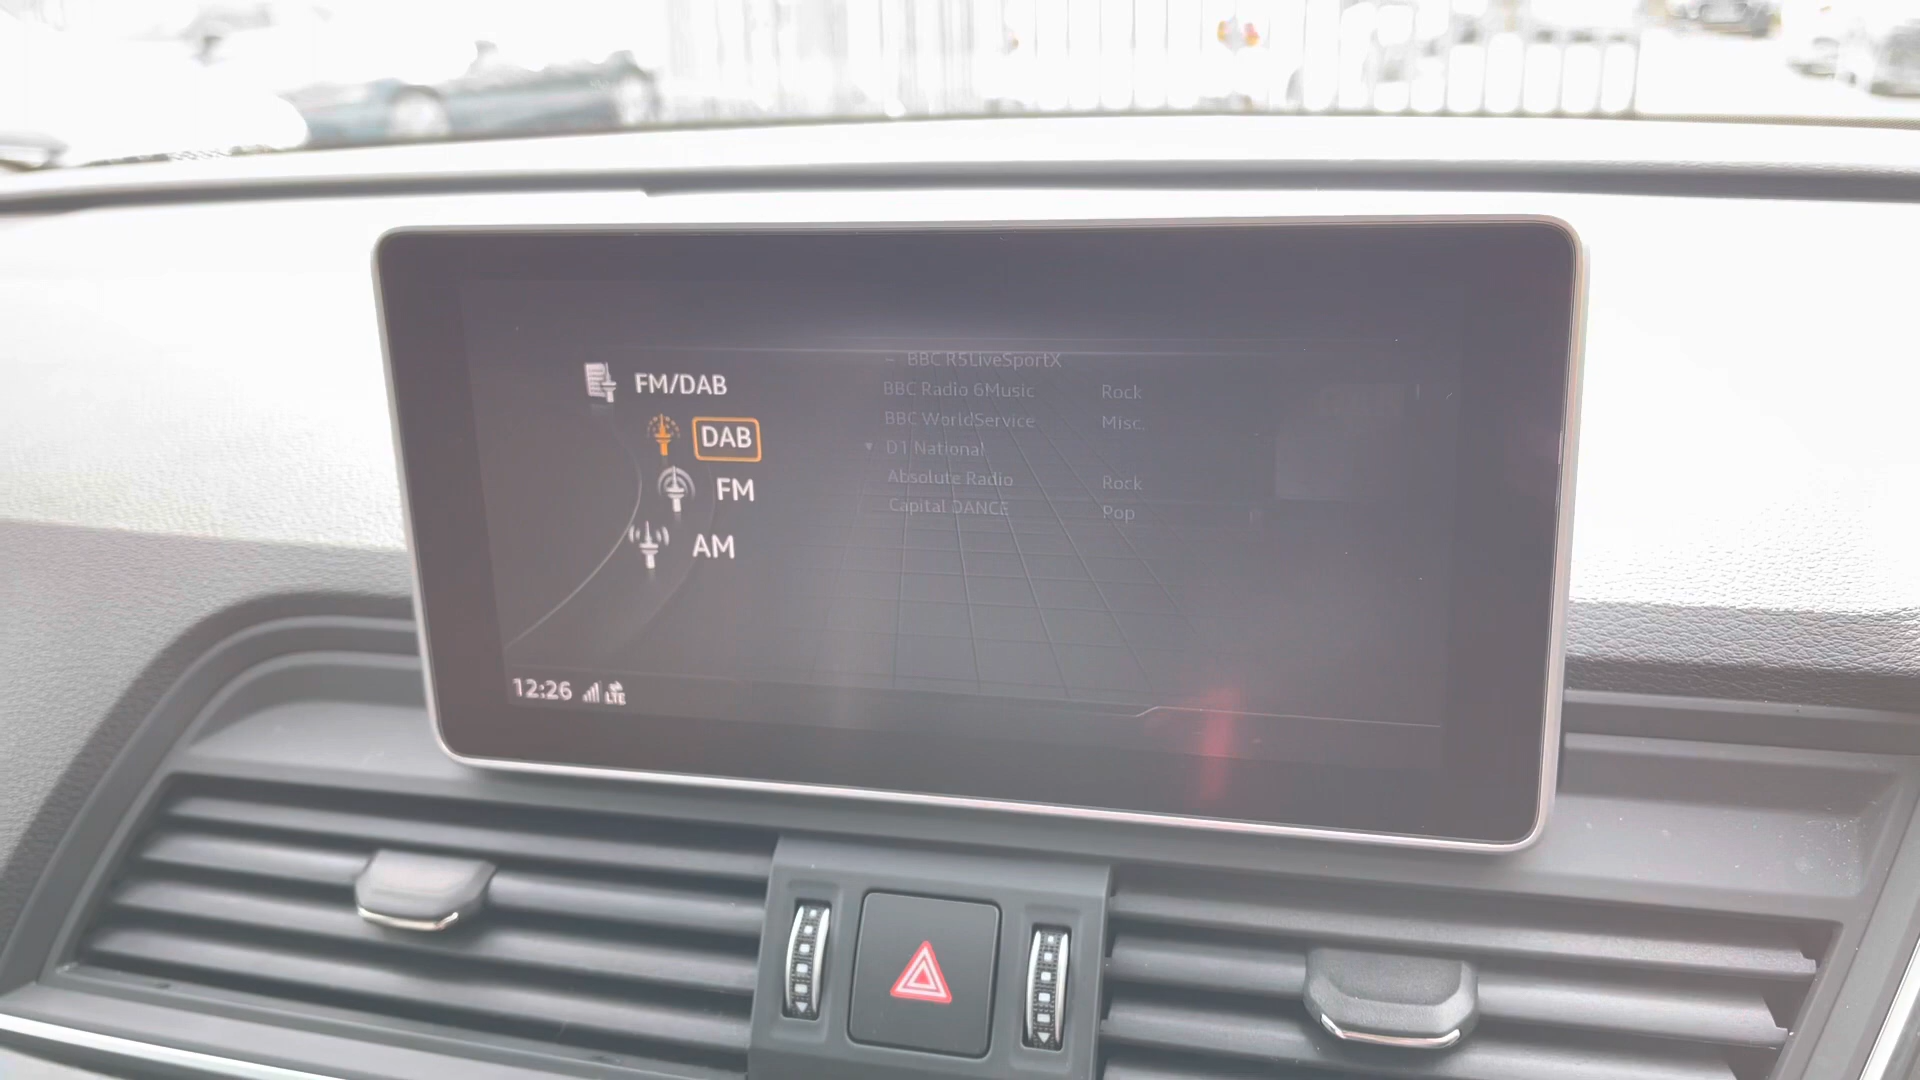 FM/DAB
DAB
FM
AM
– BBC R5LiveSportX
BBC Radio 6Music Rock
BBC WorldService Misc.
▼ D1 National
Absolute Radio Rock
Capital DANCE Pop
12:26 LTE